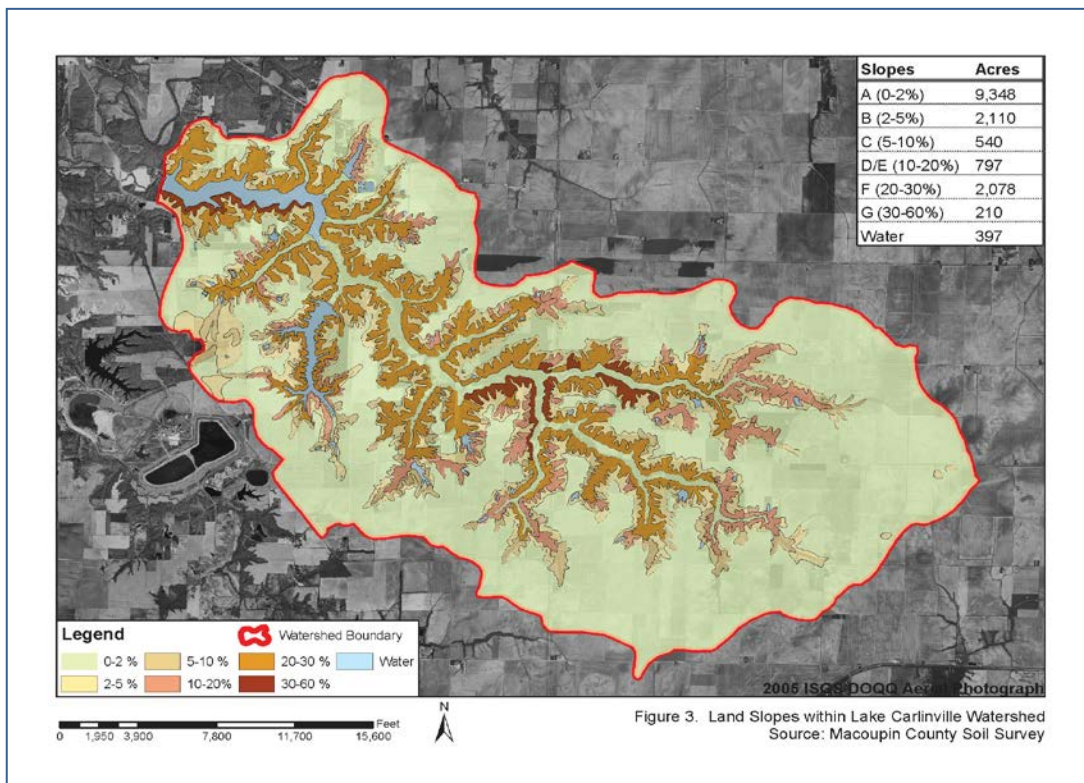 Slopes Acres
A (0-2%) 9,348
B (2-5%) 2,110
C (5-10%) 540
D/E (10-20%) 797
F (20-30%) 2,078
G (30-60%) 210
Water 397
Legend
Watershed Boundary
0-2 % 5-10 % 20-30 % Water
2-5 % 10-20% 30-60 %
2005 ISGS DOQQ Aerial Photograph
Feet
0 1,950 3,900 7,800 11,700 15,600
N
Figure 3. Land Slopes within Lake Carlinville Watershed
Source: Macoupin County Soil Survey